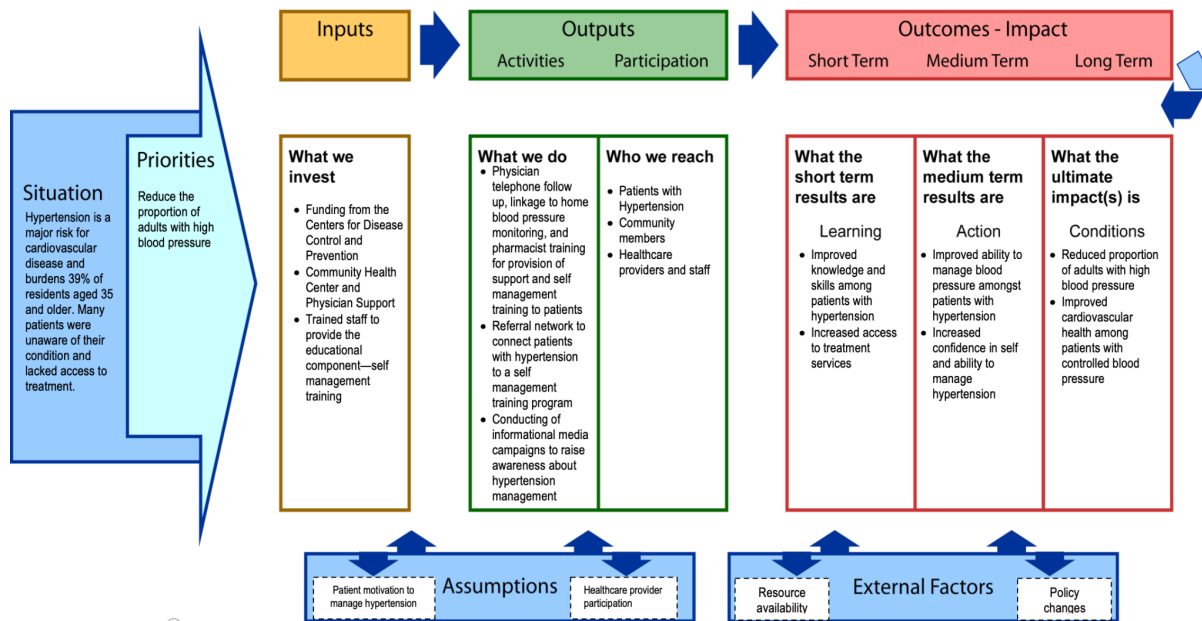 Inputs
Outputs
Activities
Participation
Outcomes - Impact
Short Term
Medium Term
Long Term
Situation
Hypertension is a
major risk for
cardiovascular
disease and
burdens 39% of
residents aged 35
and older. Many
patients were
unaware of their
condition and
lacked access to
treatment.
Priorities
Reduce the
proportion of
adults with high
blood pressure
What we
invest
• Funding from the
Centers for Disease
Control and
Prevention
• Community Health
Center and
Physician Support
• Trained staff to
provide the
educational
component—self
management
training
What we do
• Physician
telephone follow
up, linkage to home
blood pressure
monitoring, and
pharmacist training
for provision of
support and self
management
training to patients
• Referral network to
connect patients
with hypertension
to a self
management
training program
• Conducting of
informational media
campaigns to raise
awareness about
hypertension
management
Who we reach
• Patients with
Hypertension
• Community
members
• Healthcare
providers and staff
What the
short term
results are
Learning
• Improved
knowledge and
skills among
patients with
hypertension
• Increased access
to treatment
services
What the
medium term
results are
Action
• Improved ability to
manage blood
pressure amongst
patients with
hypertension
• Increased
confidence in self
and ability to
manage
hypertension
What the
ultimate
impact(s) is
Conditions
• Reduced proportion
of adults with high
blood pressure
• Improved
cardiovascular
health among
patients with
controlled blood
pressure
Assumptions
Patient motivation to
manage hypertension
Healthcare provider
participation
External Factors
Resource
availability
Policy
changes